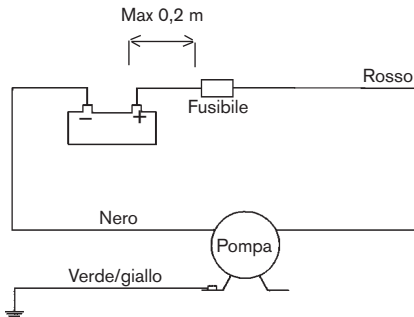 Max 0,2 m
Rosso
Fusibile
− +
Nero
Pompa
Verde/giallo